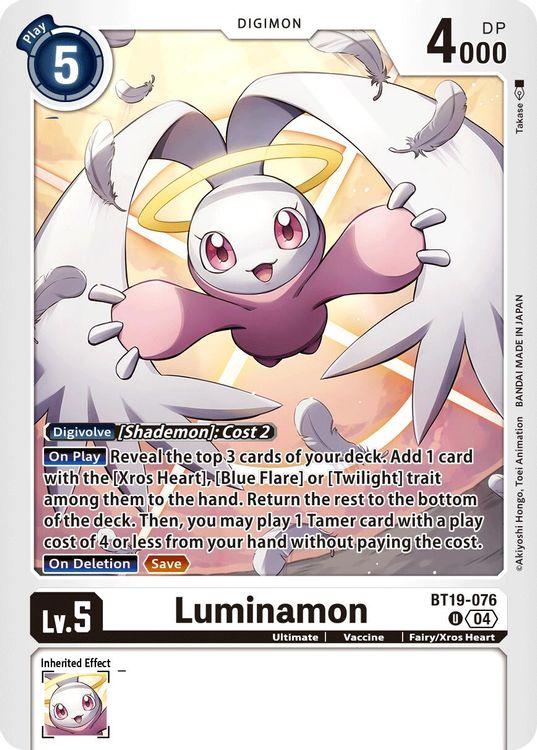 DIGIMON
Play
5
DP
4000
Takase
Digivolve [Shademon]: Cost 2
On Play Reveal the top 3 cards of your deck. Add 1 card
with the [Xros Heart], [Blue Flare] or [Twilight] trait
among them to the hand. Return the rest to the bottom
of the deck. Then, you may play 1 Tamer card with a play
cost of 4 or less from your hand without paying the cost.
On Deletion Save
©Akiyoshi Hongo, Toei Animation BANDAI MADE IN JAPAN
Lv.5
Luminamon
BT19-076
U 04
Ultimate | Vaccine | Fairy/Xros Heart
Inherited Effect
–